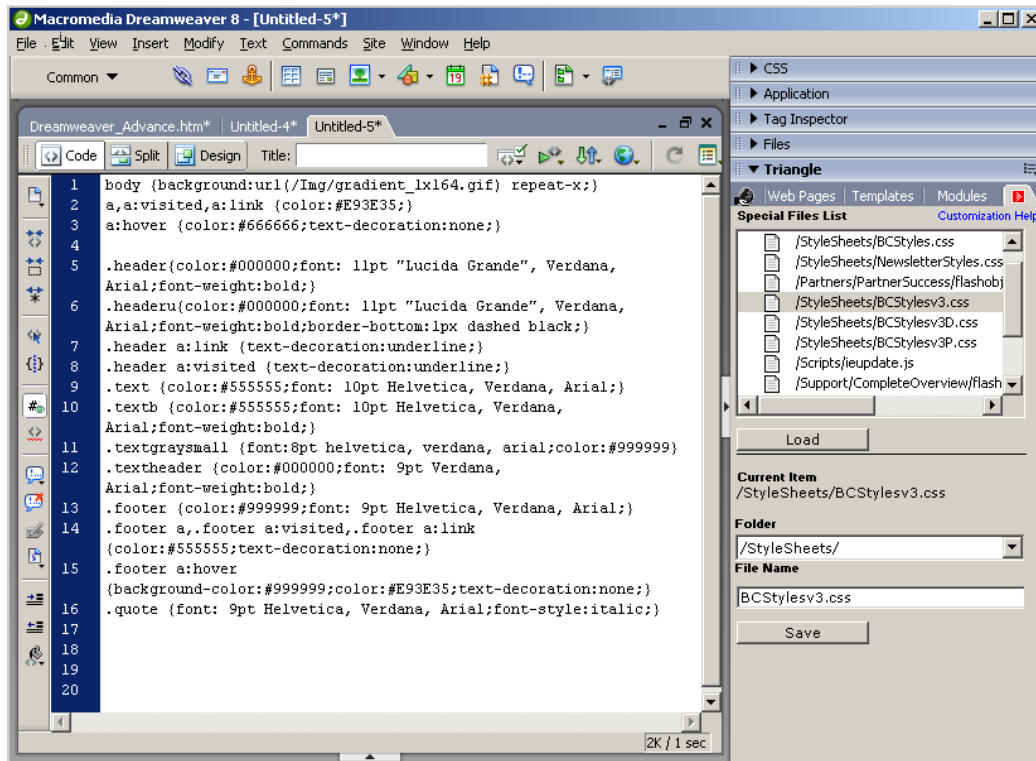 Macromedia Dreamweaver 8 - [Untitled-5*]
File Edit View Insert Modify Text Commands Site Window Help
Common
Dreamweaver_Advance.htm* Untitled-4* Untitled-5*
Code Split Design Title:
1 body {background:url(/Img/gradient_1x164.gif) repeat-x;}
2 a,a:visited,a:link {color:#E93E35;}
3 a:hover {color:#666666;text-decoration:none;}
4
5 .header{color:#000000;font: 11pt "Lucida Grande", Verdana,
Arial;font-weight:bold;}
6 .headeru{color:#000000;font: 11pt "Lucida Grande", Verdana,
Arial;font-weight:bold;border-bottom:1px dashed black;}
7 .header a:link {text-decoration:underline;}
8 .header a:visited {text-decoration:underline;}
9 .text {color:#555555;font: 10pt Helvetica, Verdana, Arial;}
10 .textb {color:#555555;font: 10pt Helvetica, Verdana,
Arial;font-weight:bold;}
11 .textgraysmall {font:8pt helvetica, verdana, arial;color:#999999}
12 .textheader {color:#000000;font: 9pt Verdana,
Arial;font-weight:bold;}
13 .footer {color:#999999;font: 9pt Helvetica, Verdana, Arial;}
14 .footer a,.footer a:visited,.footer a:link
{color:#555555;text-decoration:none;}
15 .footer a:hover
{background-color:#999999;color:#E93E35;text-decoration:none;}
16 .quote {font: 9pt Helvetica, Verdana, Arial;font-style:italic;}
17
18
19
20
2K / 1 sec
CSS
Application
Tag Inspector
Files
Triangle
Web Pages Templates Modules
Special Files List Customization Help
/StyleSheets/BCStyles.css
/StyleSheets/NewsletterStyles.css
/Partners/PartnerSuccess/flashobj
/StyleSheets/BCStylesv3.css
/StyleSheets/BCStylesv3D.css
/StyleSheets/BCStylesv3P.css
/Scripts/ieupdate.js
/Support/CompleteOverview/flash
Load
Current Item
/StyleSheets/BCStylesv3.css
Folder
/StyleSheets/
File Name
BCStylesv3.css
Save